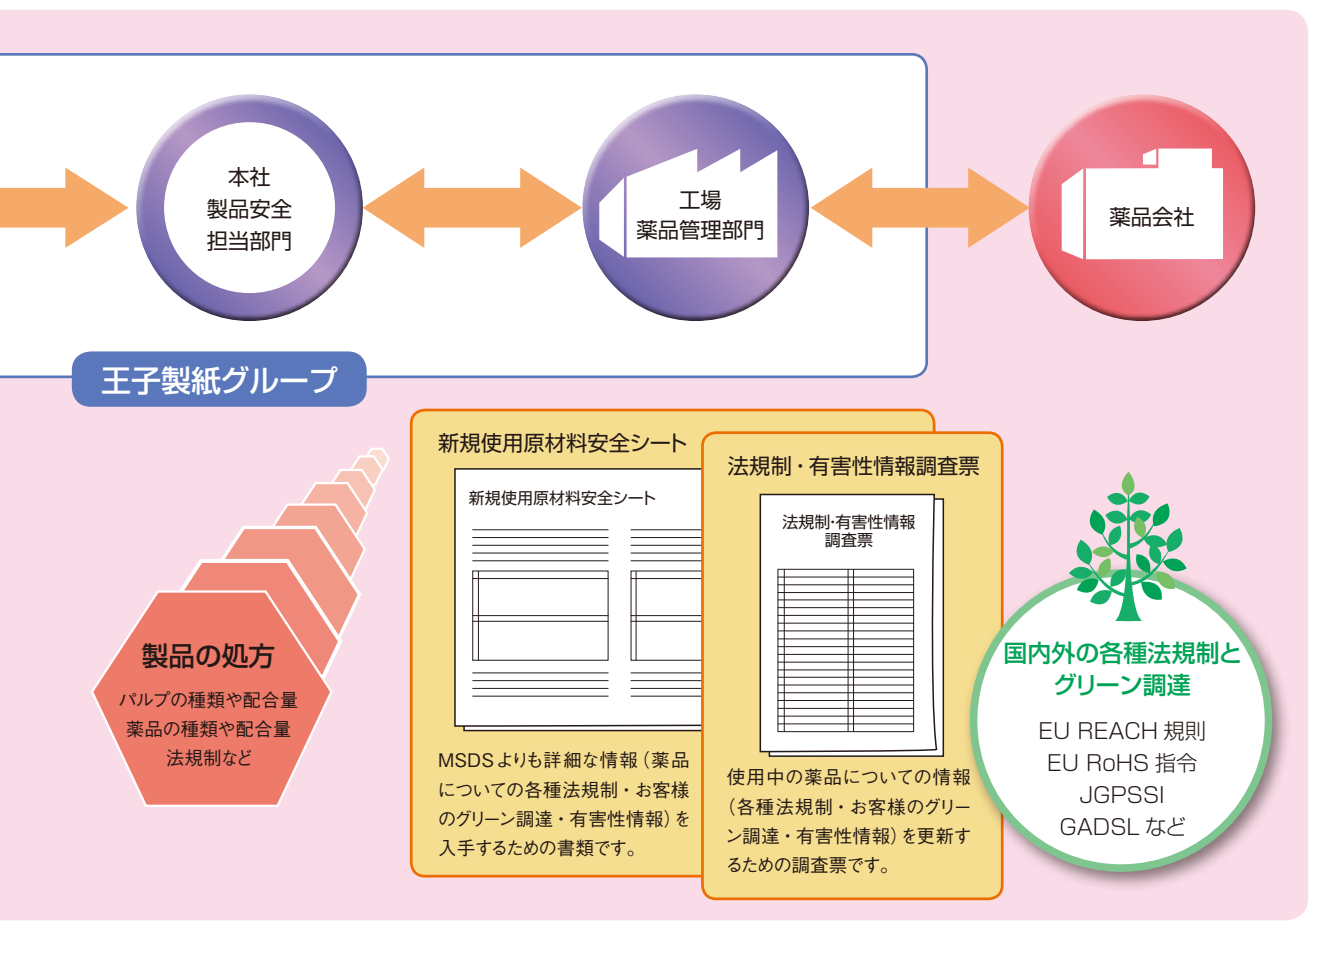 本社
製品安全
担当部門
工場
薬品管理部門
薬品会社
王子製紙グループ
製品の処方
パルプの種類や配合量
薬品の種類や配合量
法規制など
新規使用原材料安全シート
新規使用原材料安全シート
MSDSよりも詳細な情報（薬品
についての各種法規制・お客様
のグリーン調達・有害性情報）を
入手するための書類です。
法規制・有害性情報調査票
法規制・有害性情報
調査票
使用中の薬品についての情報
（各種法規制・お客様のグリー
ン調達・有害性情報）を更新す
るための調査票です。
国内外の各種法規制と
グリーン調達
EU REACH 規則
EU RoHS 指令
JGPSSI
GADSL など